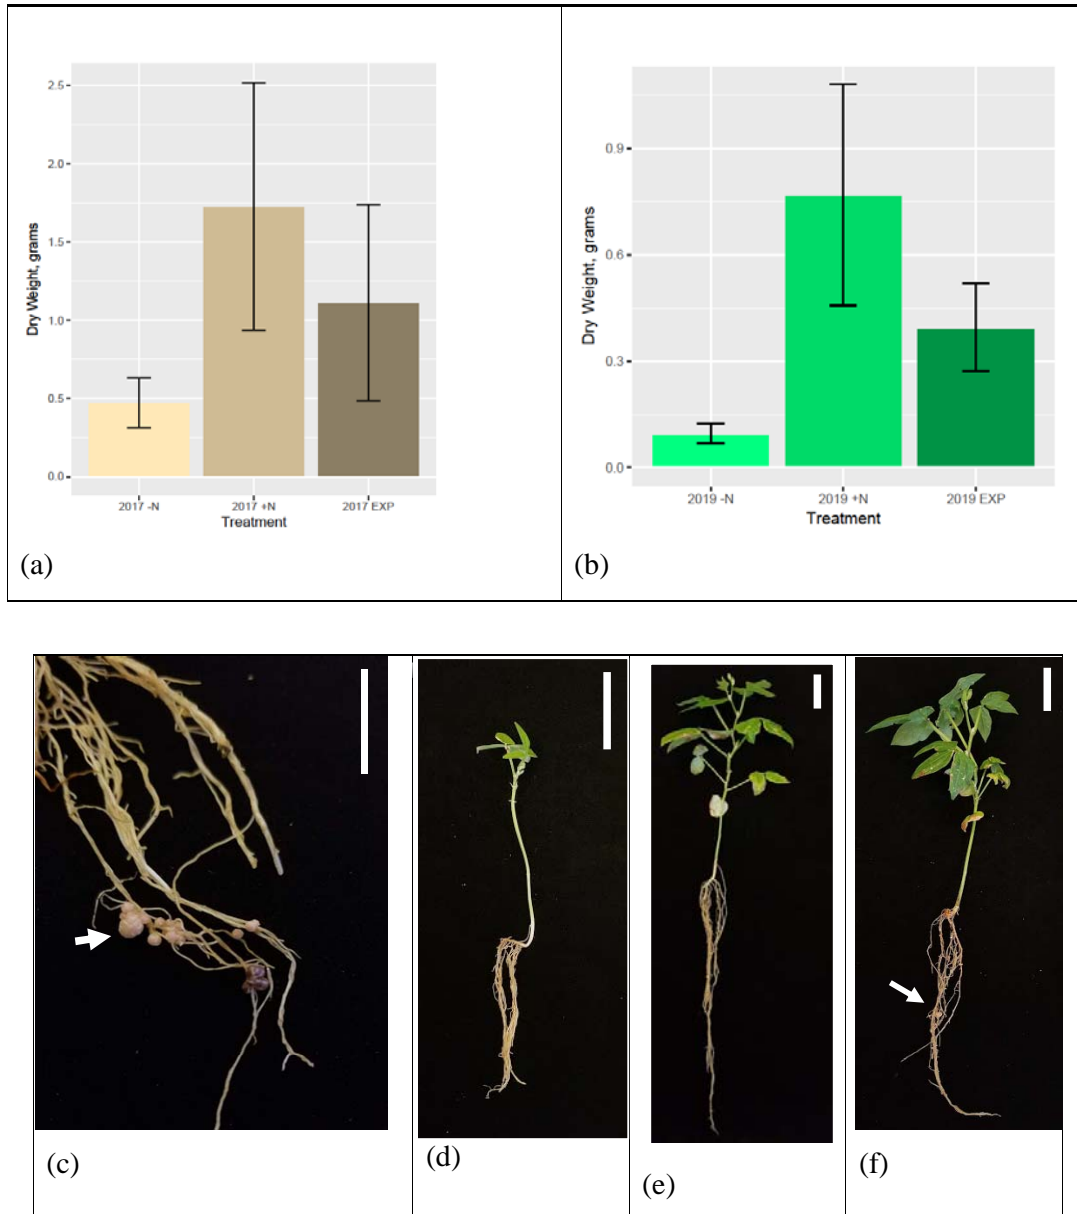 2.5
2.0
1.5
1.0
0.5
0.0
Dry Weight, grams
2017 -N
2017 +N
2017 EXP
Treatment
(a)
0.9
0.6
0.3
0.0
Dry Weight, grams
2019 -N
2019 +N
2019 EXP
Treatment
(b)
(c)
(d)
(e)
(f)